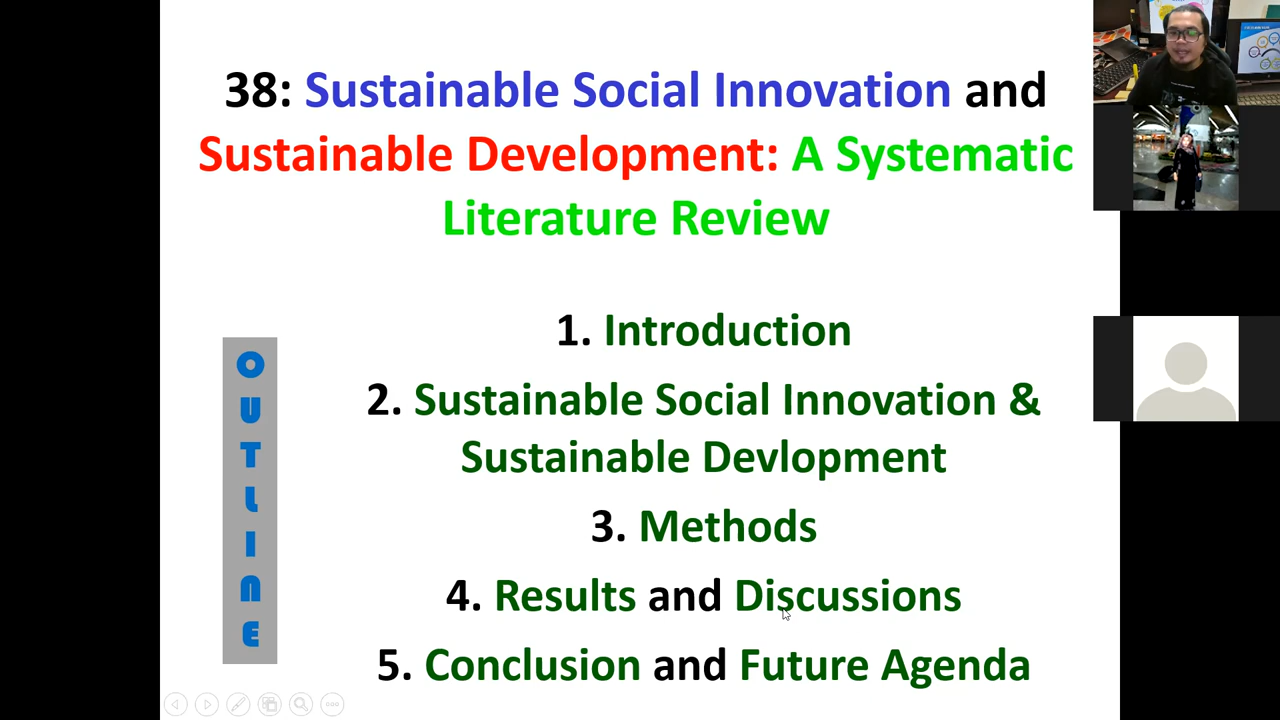 38: Sustainable Social Innovation and
Sustainable Development: A Systematic
Literature Review
OUTLINE
1. Introduction
2. Sustainable Social Innovation &
Sustainable Devlopment
3. Methods
4. Results and Discussions
5. Conclusion and Future Agenda